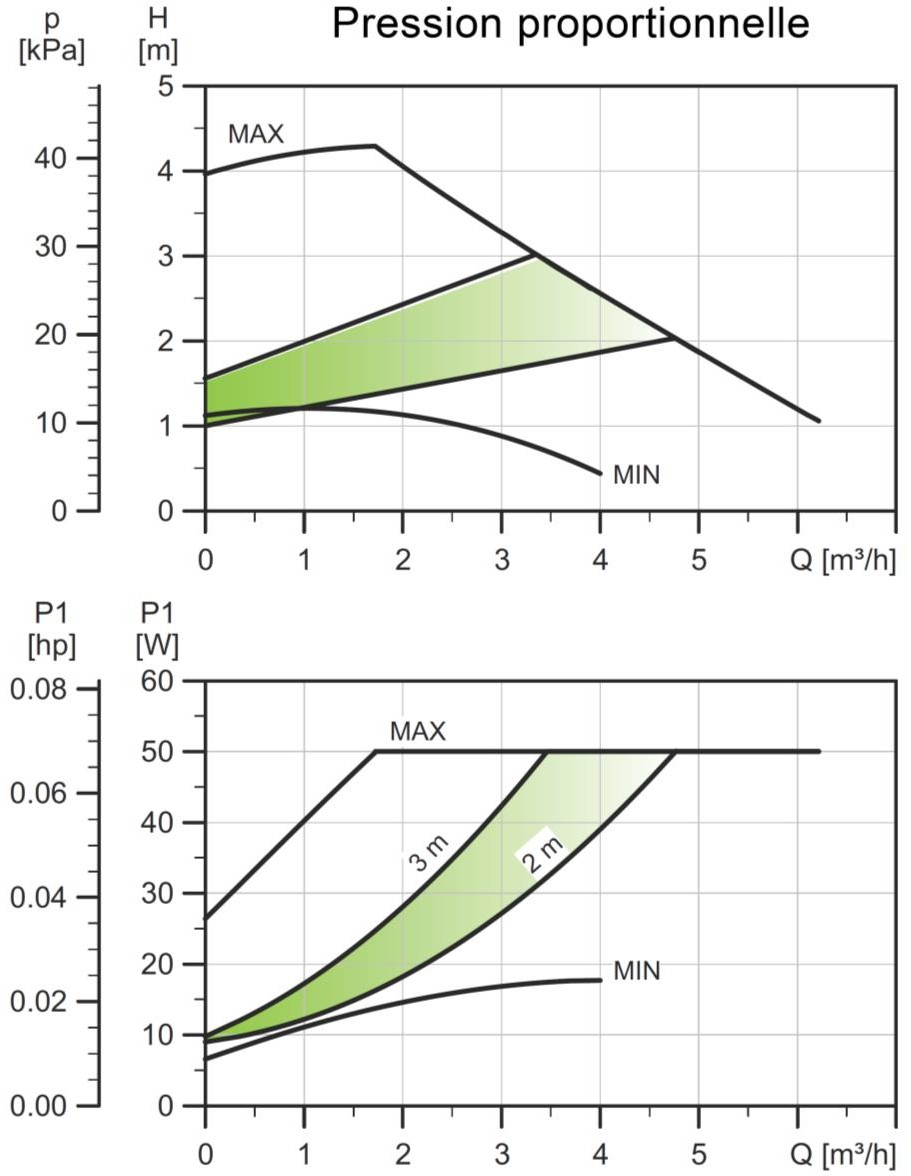 Pression proportionnelle
p H
[kPa] [m]
5
MAX
40 4
30 3
20 2
10 1
MIN
0 0
0 1 2 3 4 5 Q [m³/h]
P1 P1
[hp] [W]
0.08 60
MAX
50
0.06
40
3 m 2 m
0.04 30
20 MIN
0.02
10
0.00 0
0 1 2 3 4 5 Q [m³/h]